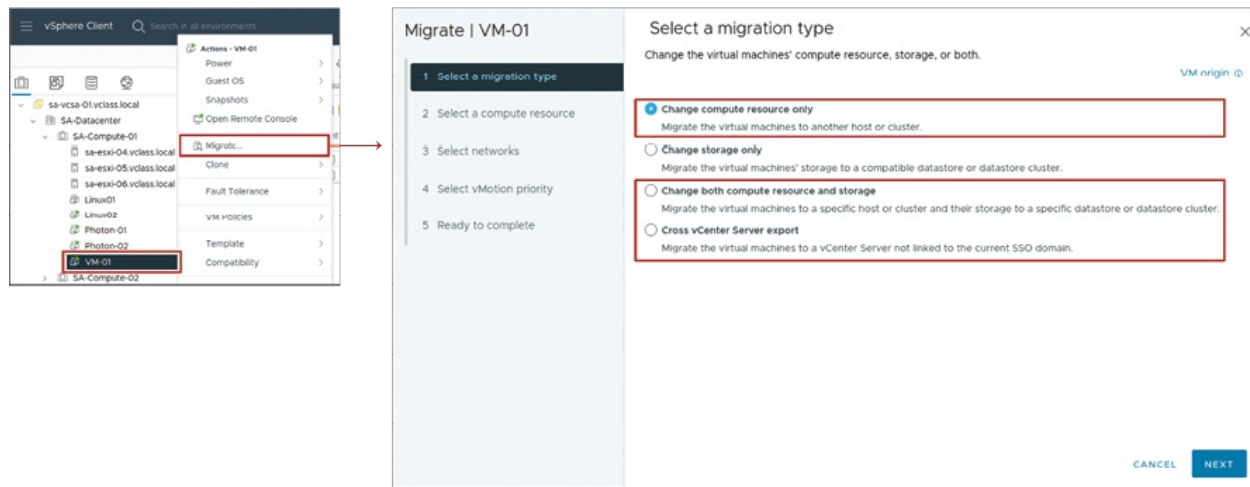 vSphere Client
Search in all environments
Actions - VM-01
Power
Guest OS
Snapshots
Open Remote Console
Migrate...
Clone
Fault Tolerance
VM Policies
Template
Compatibility
sa-vcsa-01.vclass.local
SA-Datacenter
SA-Compute-01
sa-esxi-04.vclass.local
sa-esxi-05.vclass.local
sa-esxi-06.vclass.local
Linux01
Linux02
Photon-01
Photon-02
VM-01
SA-Compute-02
Migrate | VM-01
1 Select a migration type
2 Select a compute resource
3 Select networks
4 Select vMotion priority
5 Ready to complete
Select a migration type
Change the virtual machines' compute resource, storage, or both.
VM origin
Change compute resource only
Migrate the virtual machines to another host or cluster.
Change storage only
Migrate the virtual machines' storage to a compatible datastore or datastore cluster.
Change both compute resource and storage
Migrate the virtual machines to a specific host or cluster and their storage to a specific datastore or datastore cluster.
Cross vCenter Server export
Migrate the virtual machines to a vCenter Server not linked to the current SSO domain.
CANCEL
NEXT